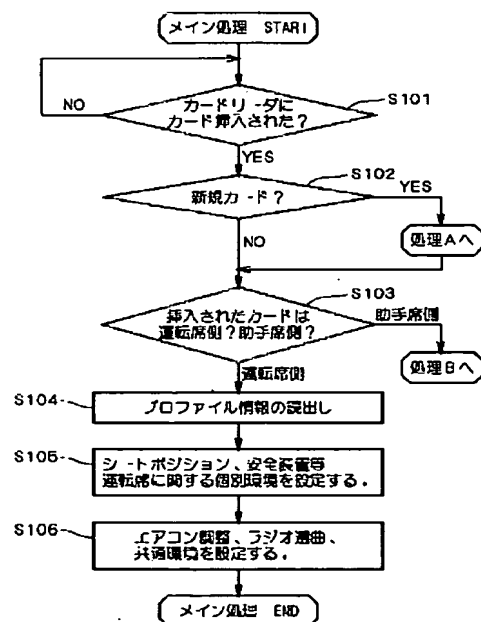 メイン処理 START
カードリーダに
カード挿入された?
S101
NO
YES
S102
新規カード?
YES
処理Aへ
NO
S103
挿入されたカードは
運転席側?助手席側?
助手席側
処理Bへ
運転席側
S104
プロファイル情報の読出し
S105
シートポジション、安全装置等
運転席に関する個別環境を設定する.
S106
エアコン調整、ラジオ選曲、
共通環境を設定する.
メイン処理 END